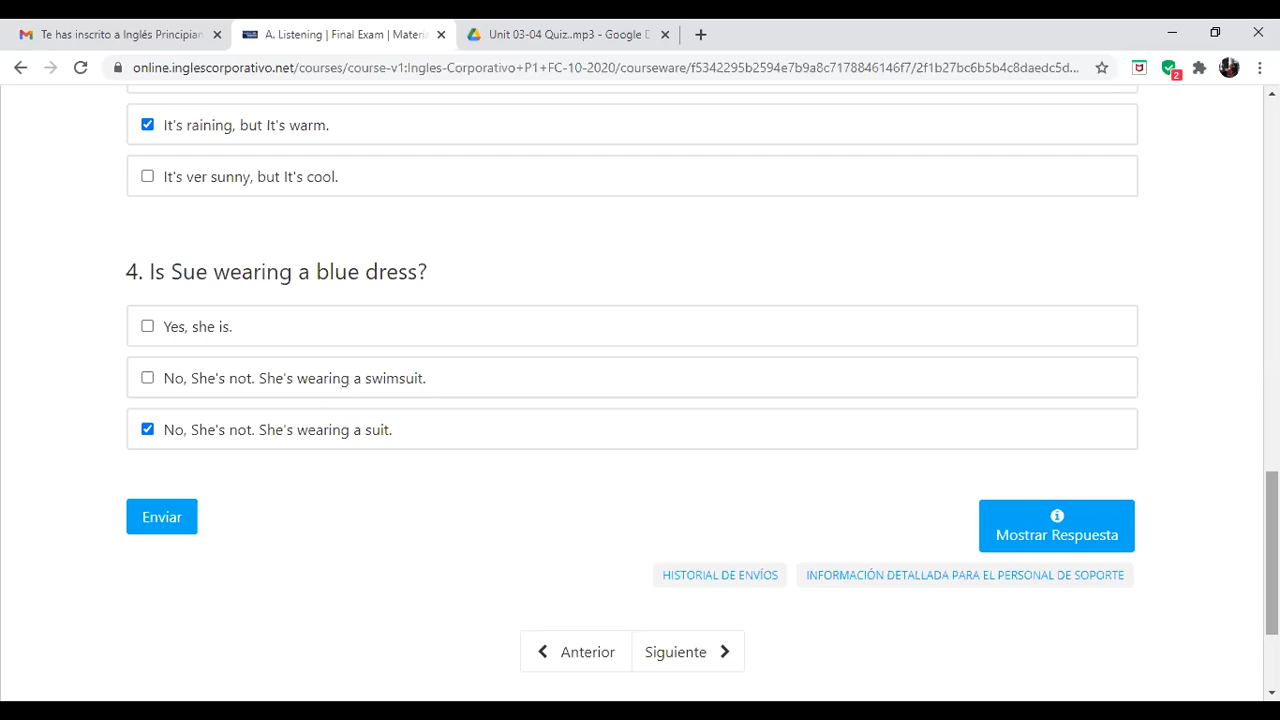 Te has inscrito a Inglés Principian
A. Listening | Final Exam | Materia
Unit 03-04 Quiz..mp3 - Google D
online.inglescorporativo.net/courses/course-v1:Ingles-Corporativo+P1+FC-10-2020/courseware/f5342295b2594e7b9a8c7178846146f7/2f1b27bc6b5b4c8daedc5d...
2
It's raining, but It's warm.
It's ver sunny, but It's cool.
4. Is Sue wearing a blue dress?
Yes, she is.
No, She's not. She's wearing a swimsuit.
No, She's not. She's wearing a suit.
Enviar
Mostrar Respuesta
HISTORIAL DE ENVÍOS
INFORMACIÓN DETALLADA PARA EL PERSONAL DE SOPORTE
Anterior
Siguiente